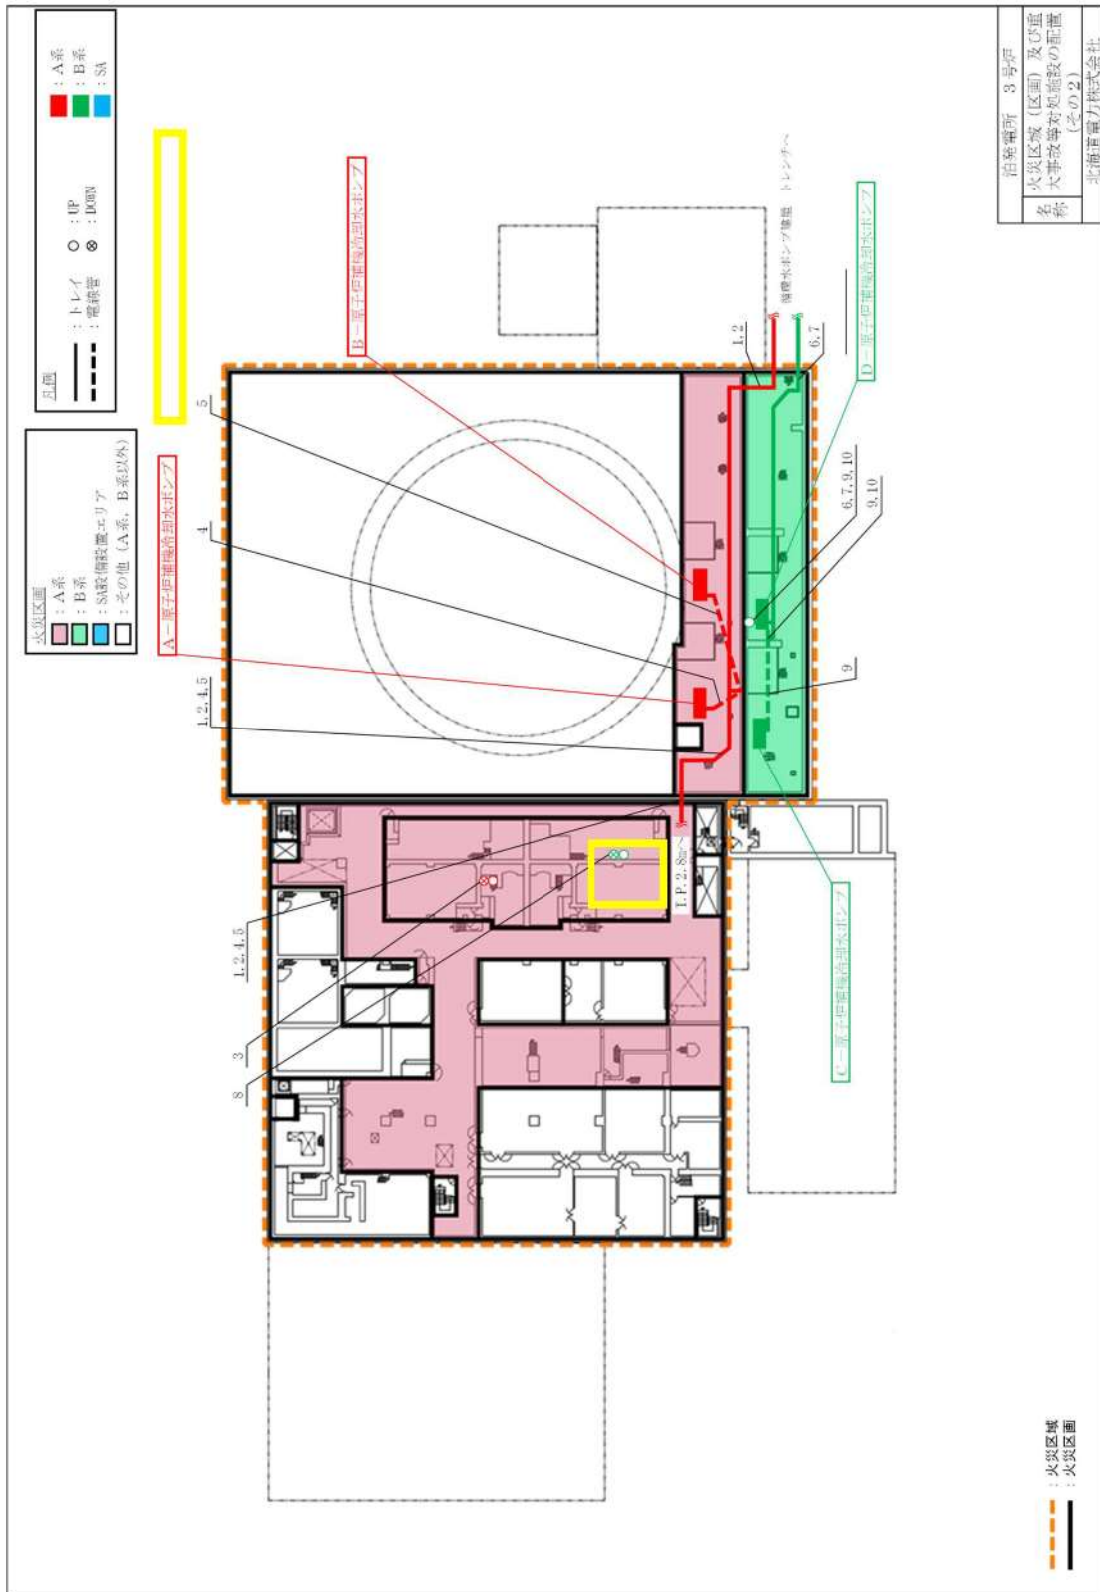 火災区画
：A系
：B系
：SA設備設置エリア
：その他（A系，B系以外）
凡例
：トレイ
：電線管
○：UP
⊗：DOWN
：A系
：B系
：SA
A－原子炉補機冷却水ポンプ
B－原子炉補機冷却水ポンプ
1,2,4,5
4
5
1,2,4,5
3
8
1,2
循環水ポンプ建屋 トレンチへ
6,7
D－原子炉補機冷却水ポンプ
6,7,9,10
9,10
9
T.P.2.8mへ
C－原子炉補機冷却水ポンプ
：火災区域
：火災区画
泊発電所 3号炉
名称
火災区域（区画）及び重
大事故等対処施設の配置
（その2）
北海道電力株式会社